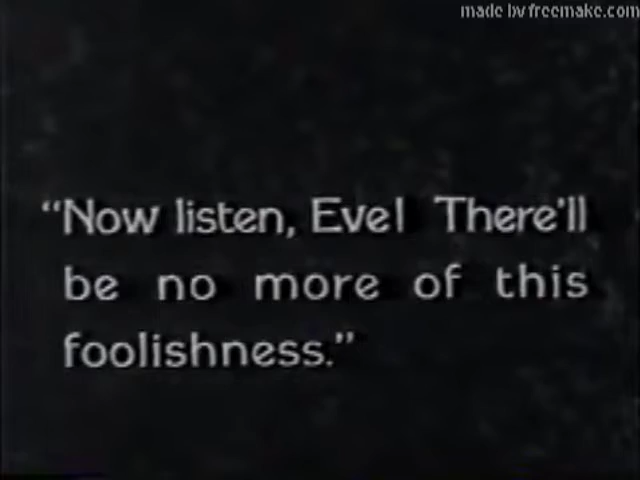 made by freemake.com
"Now listen, Eve! There'll
be no more of this
foolishness."